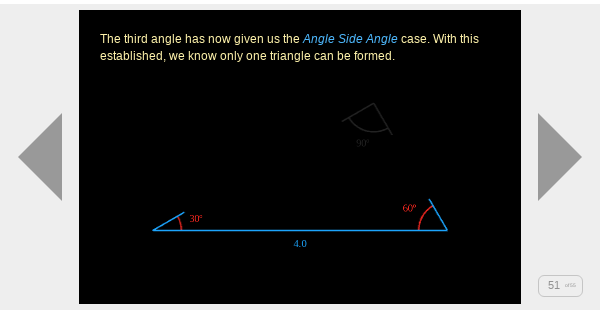 The third angle has now given us the Angle Side Angle case. With this
established, we know only one triangle can be formed.
90°
30°
60°
4.0
51